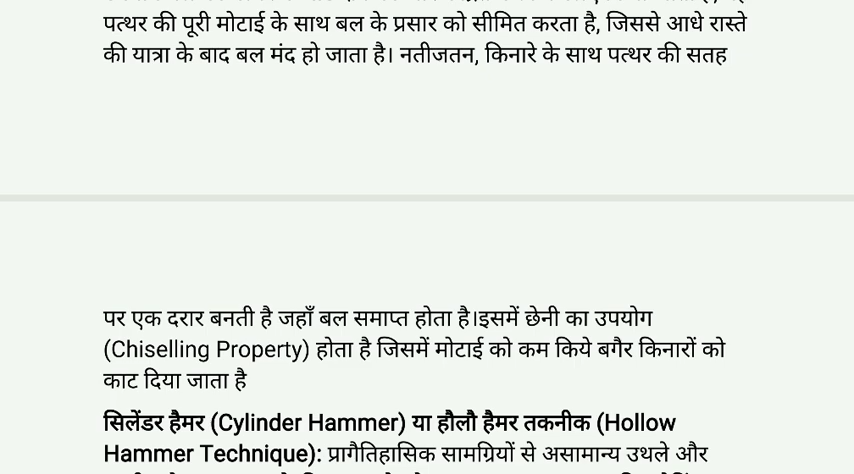 पत्थर की पूरी मोटाई के साथ बल के प्रसार को सीमित करता है, जिससे आधे रास्ते
की यात्रा के बाद बल मंद हो जाता है। नतीजतन, किनारे के साथ पत्थर की सतह
पर एक दरार बनती है जहाँ बल समाप्त होता है।इसमें छेनी का उपयोग
(Chiselling Property) होता है जिसमें मोटाई को कम किये बगैर किनारों को
काट दिया जाता है
सिलेंडर हैमर (Cylinder Hammer) या हौलौ हैमर तकनीक (Hollow
Hammer Technique): प्रागैतिहासिक सामग्रियों से असामान्य उथले और